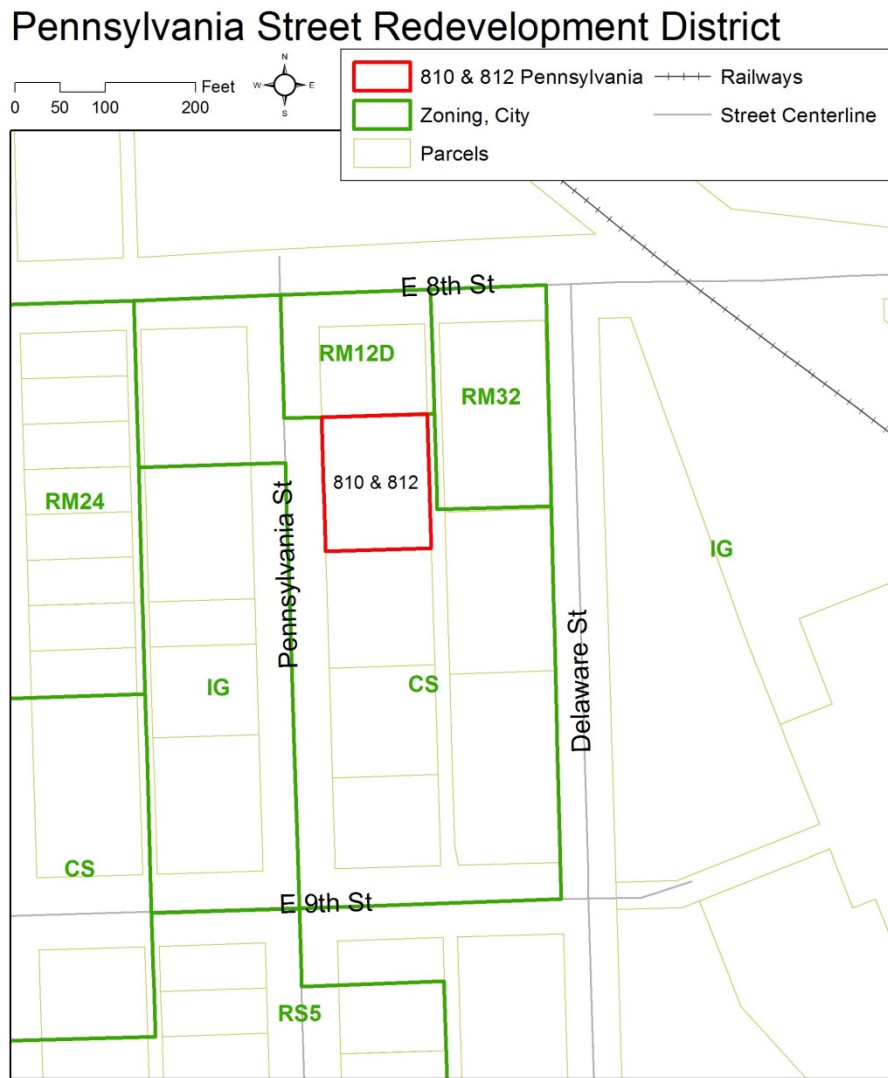 Pennsylvania Street Redevelopment District
N
W E
S
Feet
0 50 100 200
810 & 812 Pennsylvania
Railways
Zoning, City
Street Centerline
Parcels
E 8th St
RM12D
RM32
810 & 812
RM24
Pennsylvania St
IG
Delaware St
IG
CS
CS
E 9th St
RS5